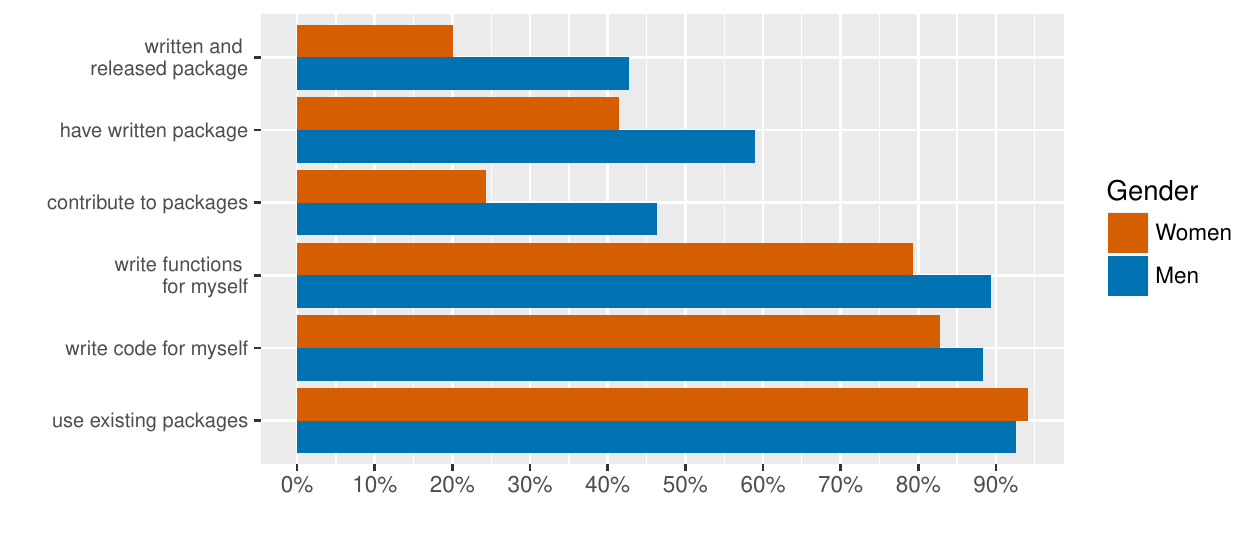 written and
released package
have written package
contribute to packages
write functions
for myself
write code for myself
use existing packages
0% 10% 20% 30% 40% 50% 60% 70% 80% 90%
Gender
Women
Men